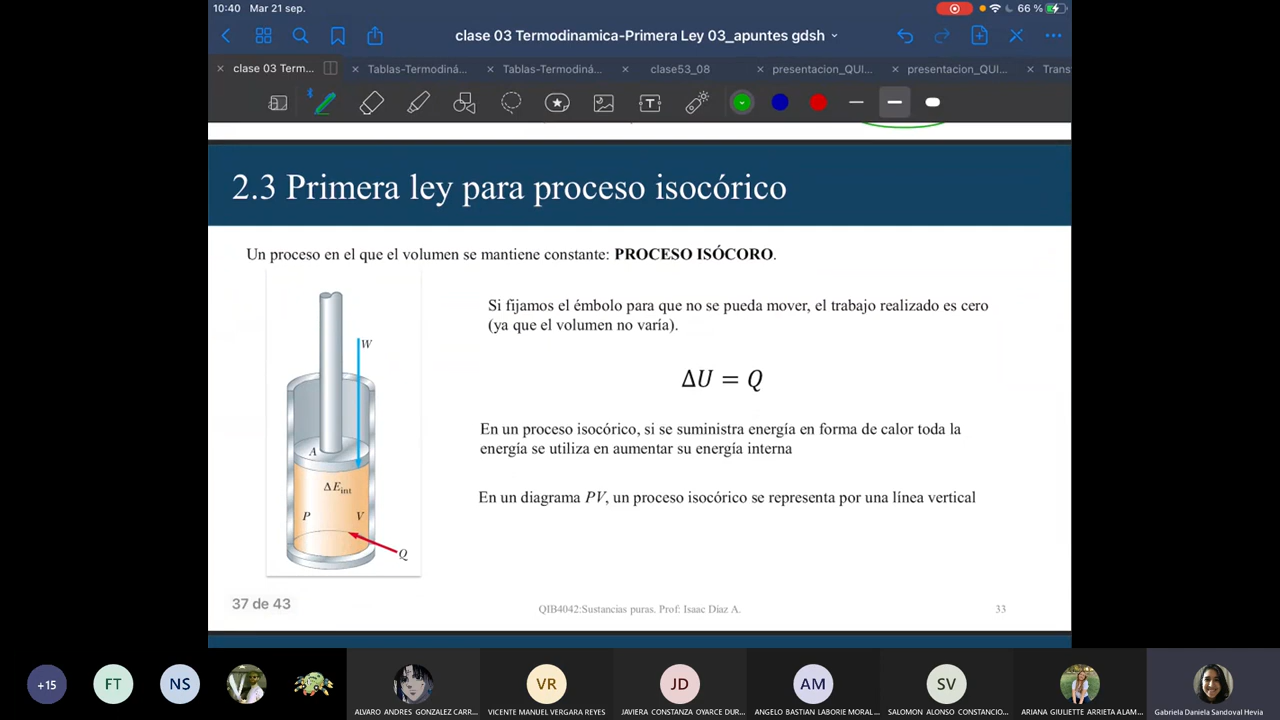 10:40 Mar 21 sep.
66 %
clase 03 Termodinamica-Primera Ley 03_apuntes gdsh
clase 03 Term...
Tablas-Termodiná...
Tablas-Termodiná...
clase53_08
presentacion_QUI...
presentacion_QUI...
Trans
2.3 Primera ley para proceso isocórico
Un proceso en el que el volumen se mantiene constante: PROCESO ISÓCORO.
Si fijamos el émbolo para que no se pueda mover, el trabajo realizado es cero
(ya que el volumen no varía).
W
ΔU = Q
En un proceso isocórico, si se suministra energía en forma de calor toda la
energía se utiliza en aumentar su energía interna
A
ΔEint
En un diagrama PV, un proceso isocórico se representa por una línea vertical
P V
Q
37 de 43
QIB4042:Sustancias puras. Prof: Isaac Diaz A.
33
+15
FT
NS
VR
JD
AM
SV
ALVARO ANDRES GONZALEZ CARR...
VICENTE MANUEL VERGARA REYES
JAVIERA CONSTANZA OYARCE DUR...
ANGELO BASTIAN LABORIE MORAL...
SALOMON ALONSO CONSTANCIO...
ARIANA GIULIETTE ARRIETA ALAM...
Gabriela Daniela Sandoval Hevia